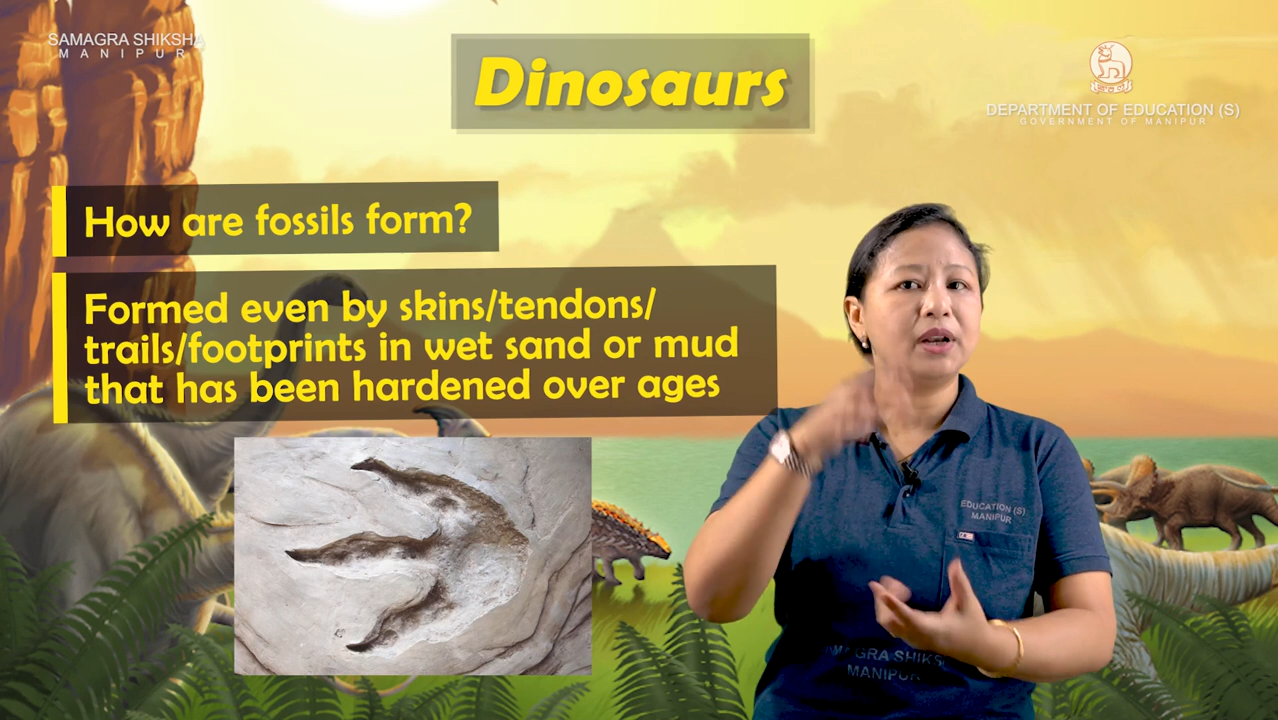 SAMAGRA SHIKSHA
MANIPUR
Dinosaurs
DEPARTMENT OF EDUCATION (S)
GOVERNMENT OF MANIPUR
How are fossils form?
Formed even by skins/tendons/
trails/footprints in wet sand or mud
that has been hardened over ages
EDUCATION (S)
MANIPUR
MANIPUR